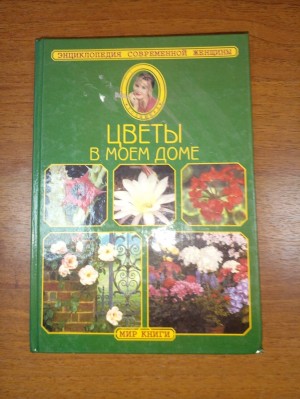 ЭНЦИКЛОПЕДИЯ СОВРЕМЕННОЙ ЖЕНЩИНЫ
ЦВЕТЫ
В МОЕМ ДОМЕ
МИР КНИГИ